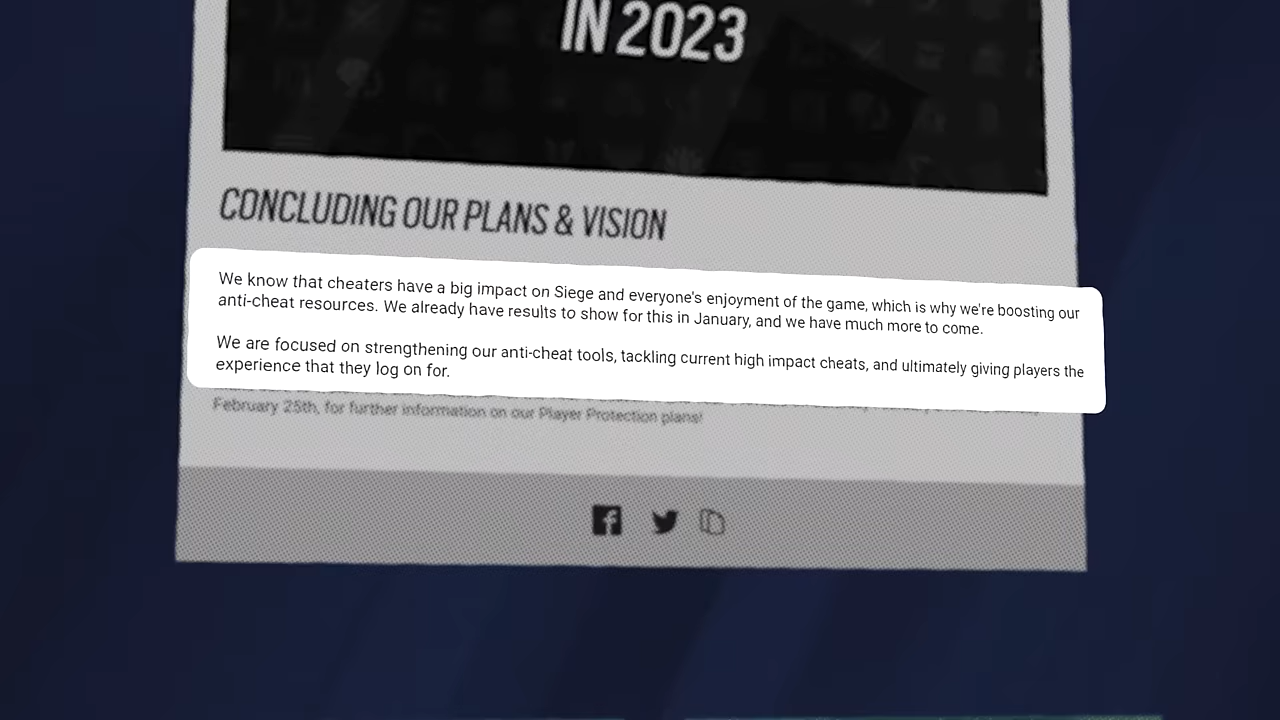 IN 2023
CONCLUDING OUR PLANS & VISION
We know that cheaters have a big impact on Siege and everyone's enjoyment of the game, which is why we're boosting our
anti-cheat resources. We already have results to show for this in January, and we have much more to come.
We are focused on strengthening our anti-cheat tools, tackling current high impact cheats, and ultimately giving players the
experience that they log on for.
February 25th, for further information on our Player Protection plans!